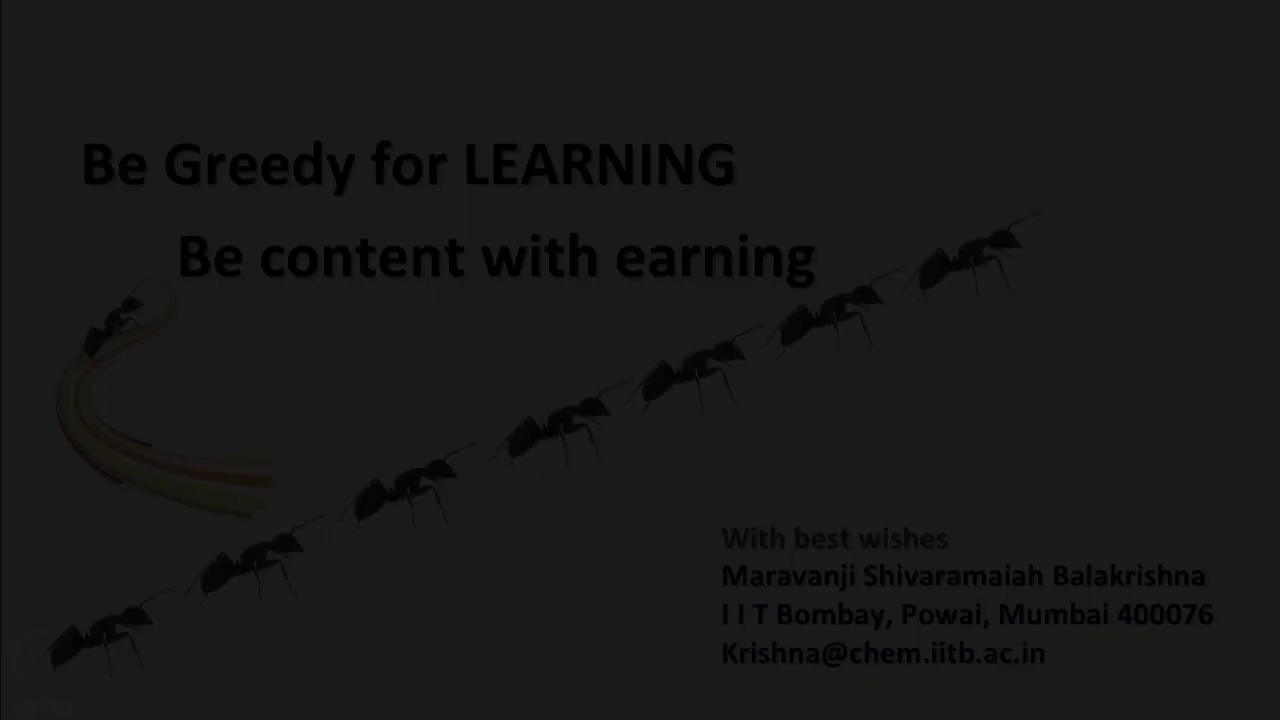 Be Greedy for LEARNING
Be content with earning
With best wishes
Maravanji Shivaramaiah Balakrishna
I I T Bombay, Powai, Mumbai 400076
Krishna@chem.iitb.ac.in